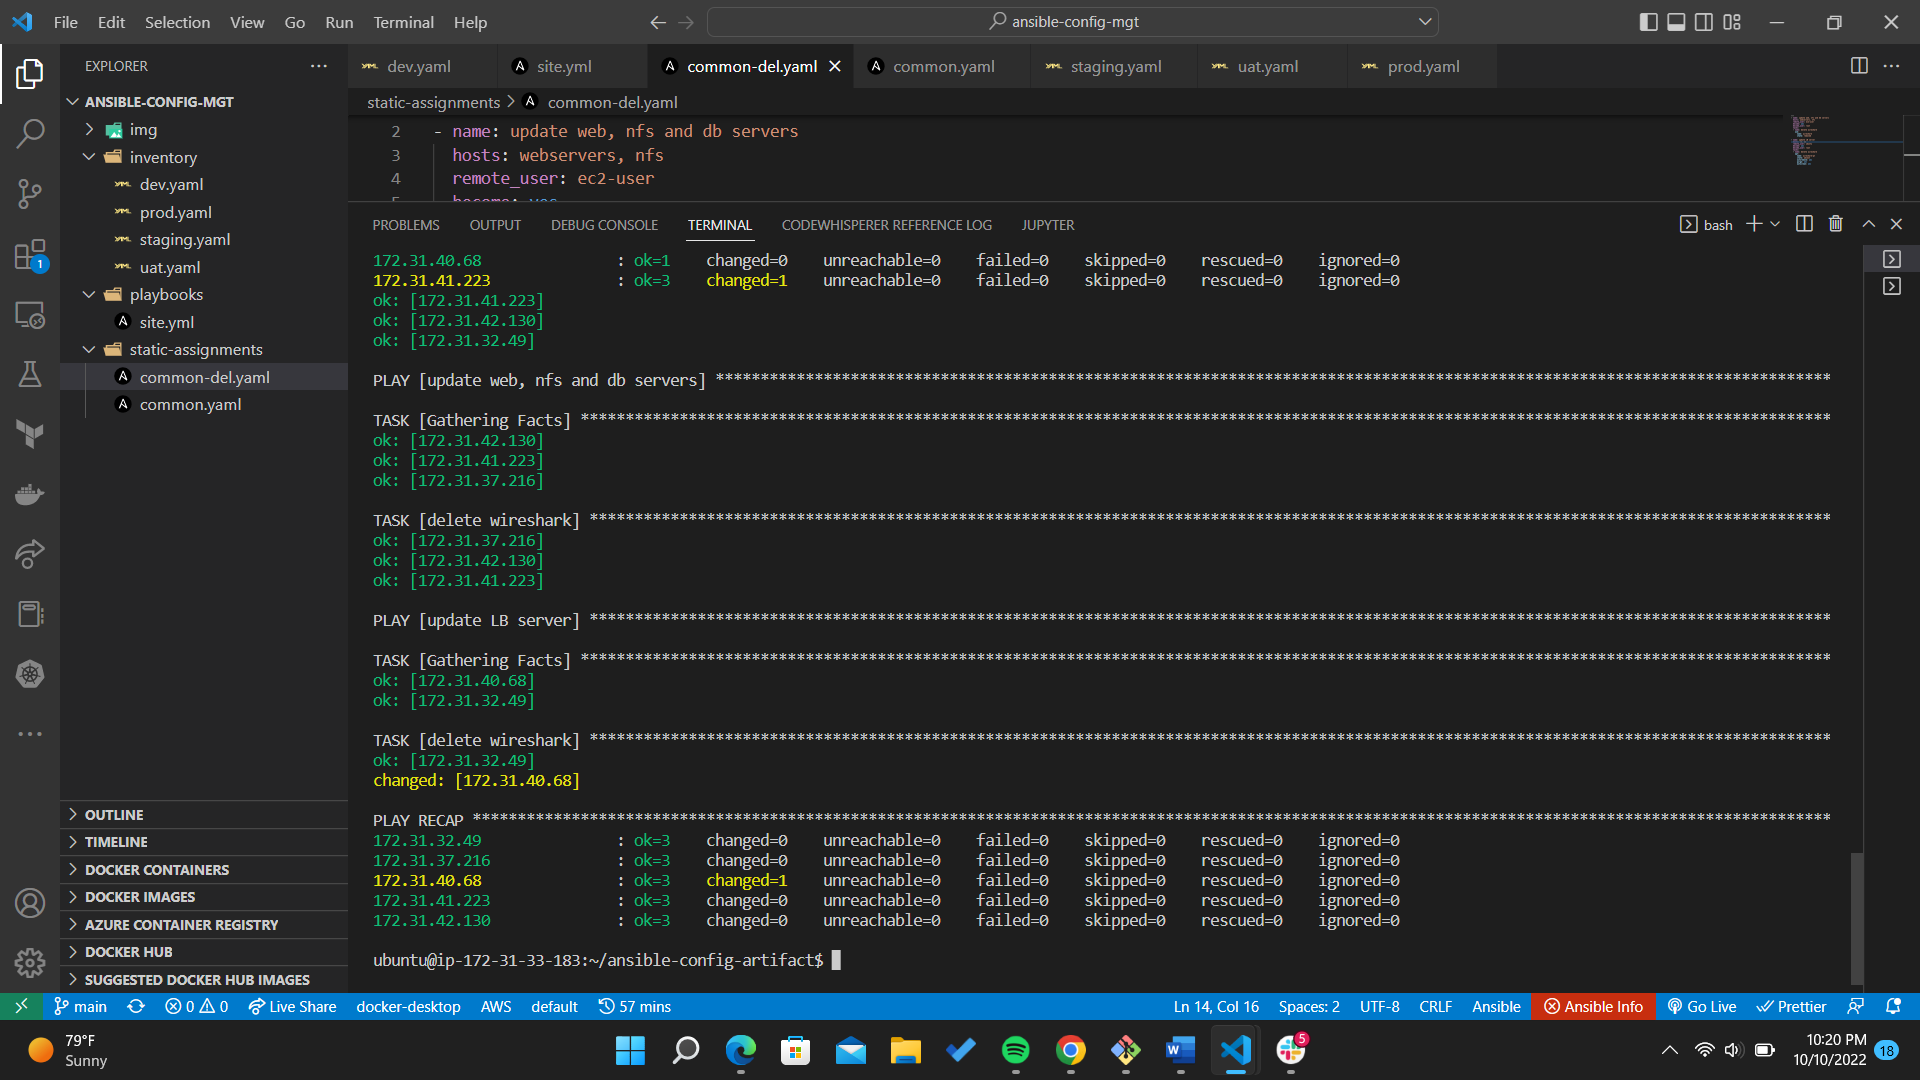 File Edit Selection View Go Run Terminal Help
ansible-config-mgt
EXPLORER
dev.yaml site.yml common-del.yaml common.yaml staging.yaml uat.yaml prod.yaml
static-assignments > common-del.yaml
ANSIBLE-CONFIG-MGT
img
inventory
dev.yaml
prod.yaml
staging.yaml
uat.yaml
playbooks
site.yml
static-assignments
common-del.yaml
common.yaml
OUTLINE
TIMELINE
DOCKER CONTAINERS
DOCKER IMAGES
AZURE CONTAINER REGISTRY
DOCKER HUB
SUGGESTED DOCKER HUB IMAGES
1
2 - name: update web, nfs and db servers
3 hosts: webservers, nfs
4 remote_user: ec2-user
5 become: yes
PROBLEMS OUTPUT DEBUG CONSOLE TERMINAL CODEWHISPERER REFERENCE LOG JUPYTER
bash
172.31.40.68 : ok=1 changed=0 unreachable=0 failed=0 skipped=0 rescued=0 ignored=0
172.31.41.223 : ok=3 changed=1 unreachable=0 failed=0 skipped=0 rescued=0 ignored=0
ok: [172.31.41.223]
ok: [172.31.42.130]
ok: [172.31.32.49]
PLAY [update web, nfs and db servers] ****
TASK [Gathering Facts] ****
ok: [172.31.42.130]
ok: [172.31.41.223]
ok: [172.31.37.216]
TASK [delete wireshark] ****
ok: [172.31.37.216]
ok: [172.31.42.130]
ok: [172.31.41.223]
PLAY [update LB server] ****
TASK [Gathering Facts] ****
ok: [172.31.40.68]
ok: [172.31.32.49]
TASK [delete wireshark] ****
ok: [172.31.32.49]
changed: [172.31.40.68]
PLAY RECAP ****
172.31.32.49 : ok=3 changed=0 unreachable=0 failed=0 skipped=0 rescued=0 ignored=0
172.31.37.216 : ok=3 changed=0 unreachable=0 failed=0 skipped=0 rescued=0 ignored=0
172.31.40.68 : ok=3 changed=1 unreachable=0 failed=0 skipped=0 rescued=0 ignored=0
172.31.41.223 : ok=3 changed=0 unreachable=0 failed=0 skipped=0 rescued=0 ignored=0
172.31.42.130 : ok=3 changed=0 unreachable=0 failed=0 skipped=0 rescued=0 ignored=0
ubuntu@ip-172-31-33-183:~/ansible-config-artifact$
main 0 0 Live Share docker-desktop AWS default 57 mins Ln 14, Col 16 Spaces: 2 UTF-8 CRLF Ansible Ansible Info Go Live Prettier
79°F
Sunny
5
10:20 PM
10/10/2022
18